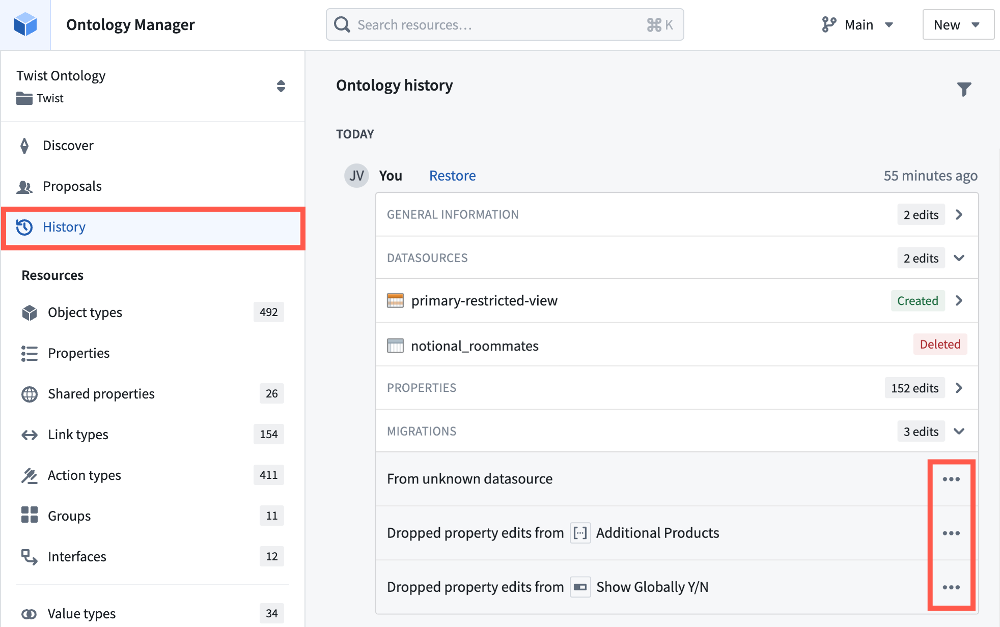 Ontology Manager
Search resources…
⌘ K
Main
New
Twist Ontology
Twist
Discover
Proposals
History
Resources
Object types 492
Properties
Shared properties 26
Link types 154
Action types 411
Groups 11
Interfaces 12
Value types 34
Ontology history
TODAY
JV You Restore 55 minutes ago
GENERAL INFORMATION 2 edits
DATASOURCES 2 edits
primary-restricted-view Created
notional_roommates Deleted
PROPERTIES 152 edits
MIGRATIONS 3 edits
From unknown datasource
Dropped property edits from Additional Products
Dropped property edits from Show Globally Y/N